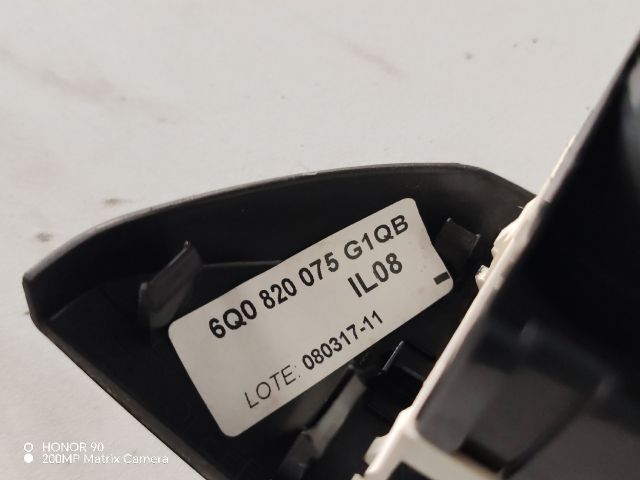 6Q0 820 075 G1QB
IL08
LOTE: 080317-11
HONOR 90
200MP Matrix Camera